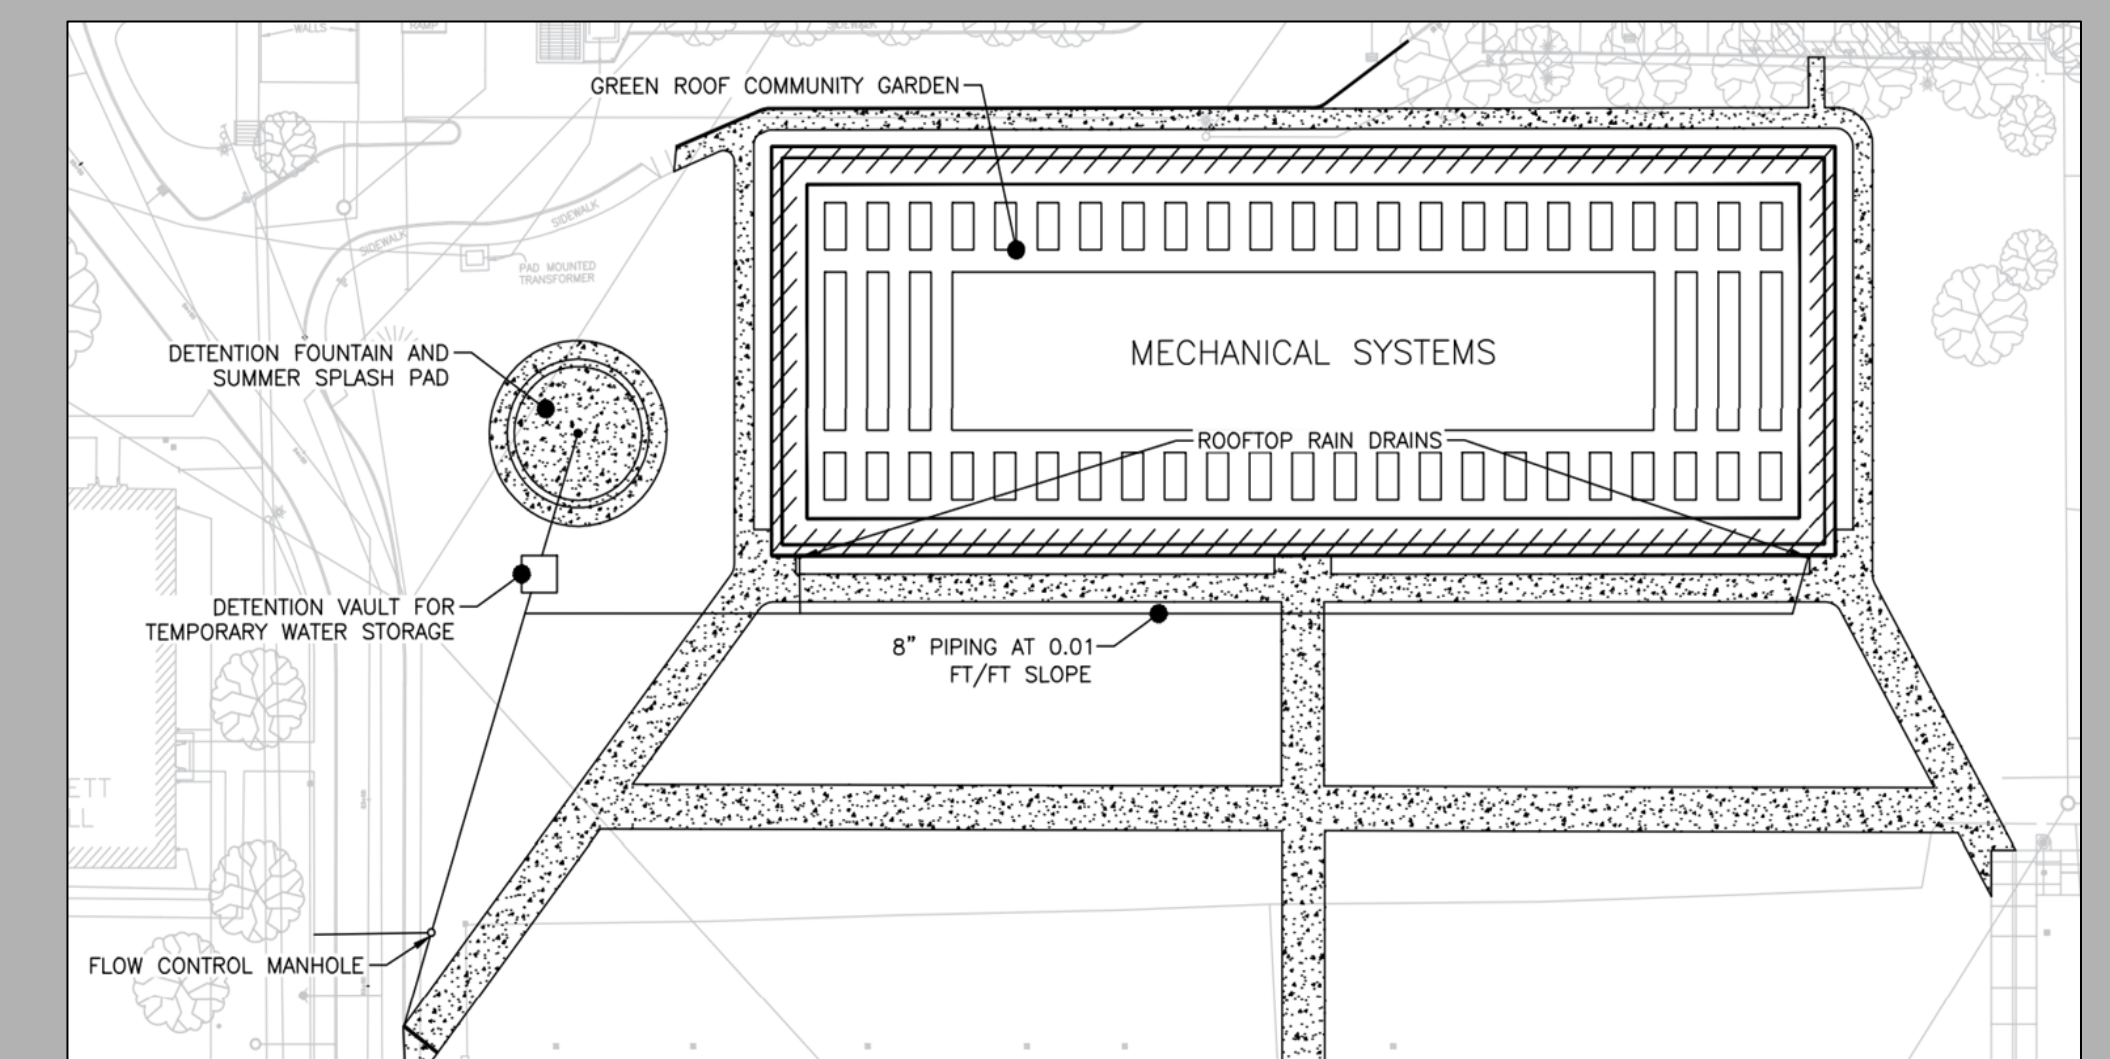 WALLS
RAMP
SIDEWALK
GREEN ROOF COMMUNITY GARDEN
SIDEWALK
SIDEWALK
PAD MOUNTED
TRANSFORMER
DETENTION FOUNTAIN AND
SUMMER SPLASH PAD
MECHANICAL SYSTEMS
ROOFTOP RAIN DRAINS
DETENTION VAULT FOR
TEMPORARY WATER STORAGE
8” PIPING AT 0.01
FT/FT SLOPE
ETT
LL
FLOW CONTROL MANHOLE